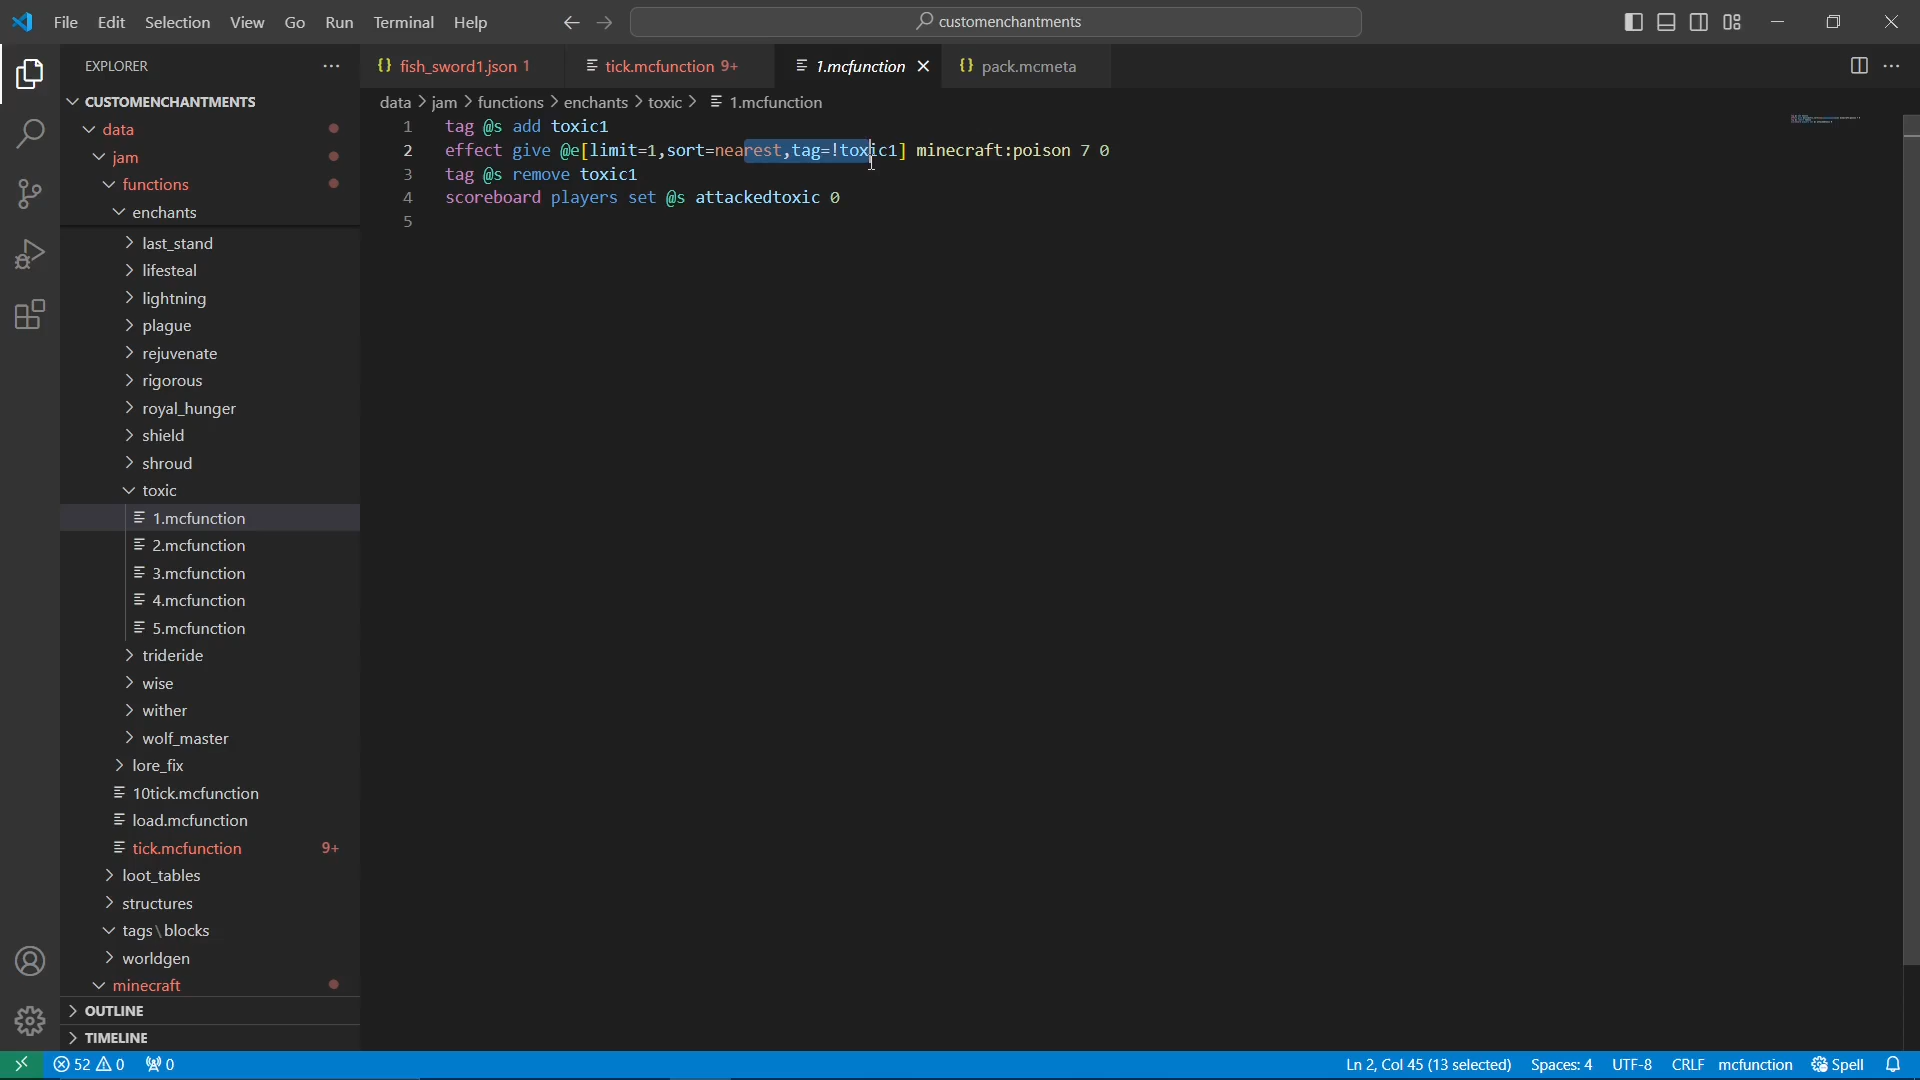 File Edit Selection View Go Run Terminal Help
customenchantments
EXPLORER
CUSTOMENCHANTMENTS
data
jam
functions
enchants
last_stand
lifesteal
lightning
plague
rejuvenate
rigorous
royal_hunger
shield
shroud
toxic
1.mcfunction
2.mcfunction
3.mcfunction
4.mcfunction
5.mcfunction
trideride
wise
wither
wolf_master
lore_fix
10tick.mcfunction
load.mcfunction
tick.mcfunction 9+
loot_tables
structures
tags\blocks
worldgen
minecraft
OUTLINE
TIMELINE
fish_sword1.json 1 tick.mcfunction 9+ 1.mcfunction pack.mcmeta
data > jam > functions > enchants > toxic > 1.mcfunction
1 tag @s add toxic1
2 effect give @e[limit=1,sort=nearest,tag=!toxic1] minecraft:poison 7 0
3 tag @s remove toxic1
4 scoreboard players set @s attackedtoxic 0
5
52 0 0 Ln 2, Col 45 (13 selected) Spaces: 4 UTF-8 CRLF mcfunction Spell